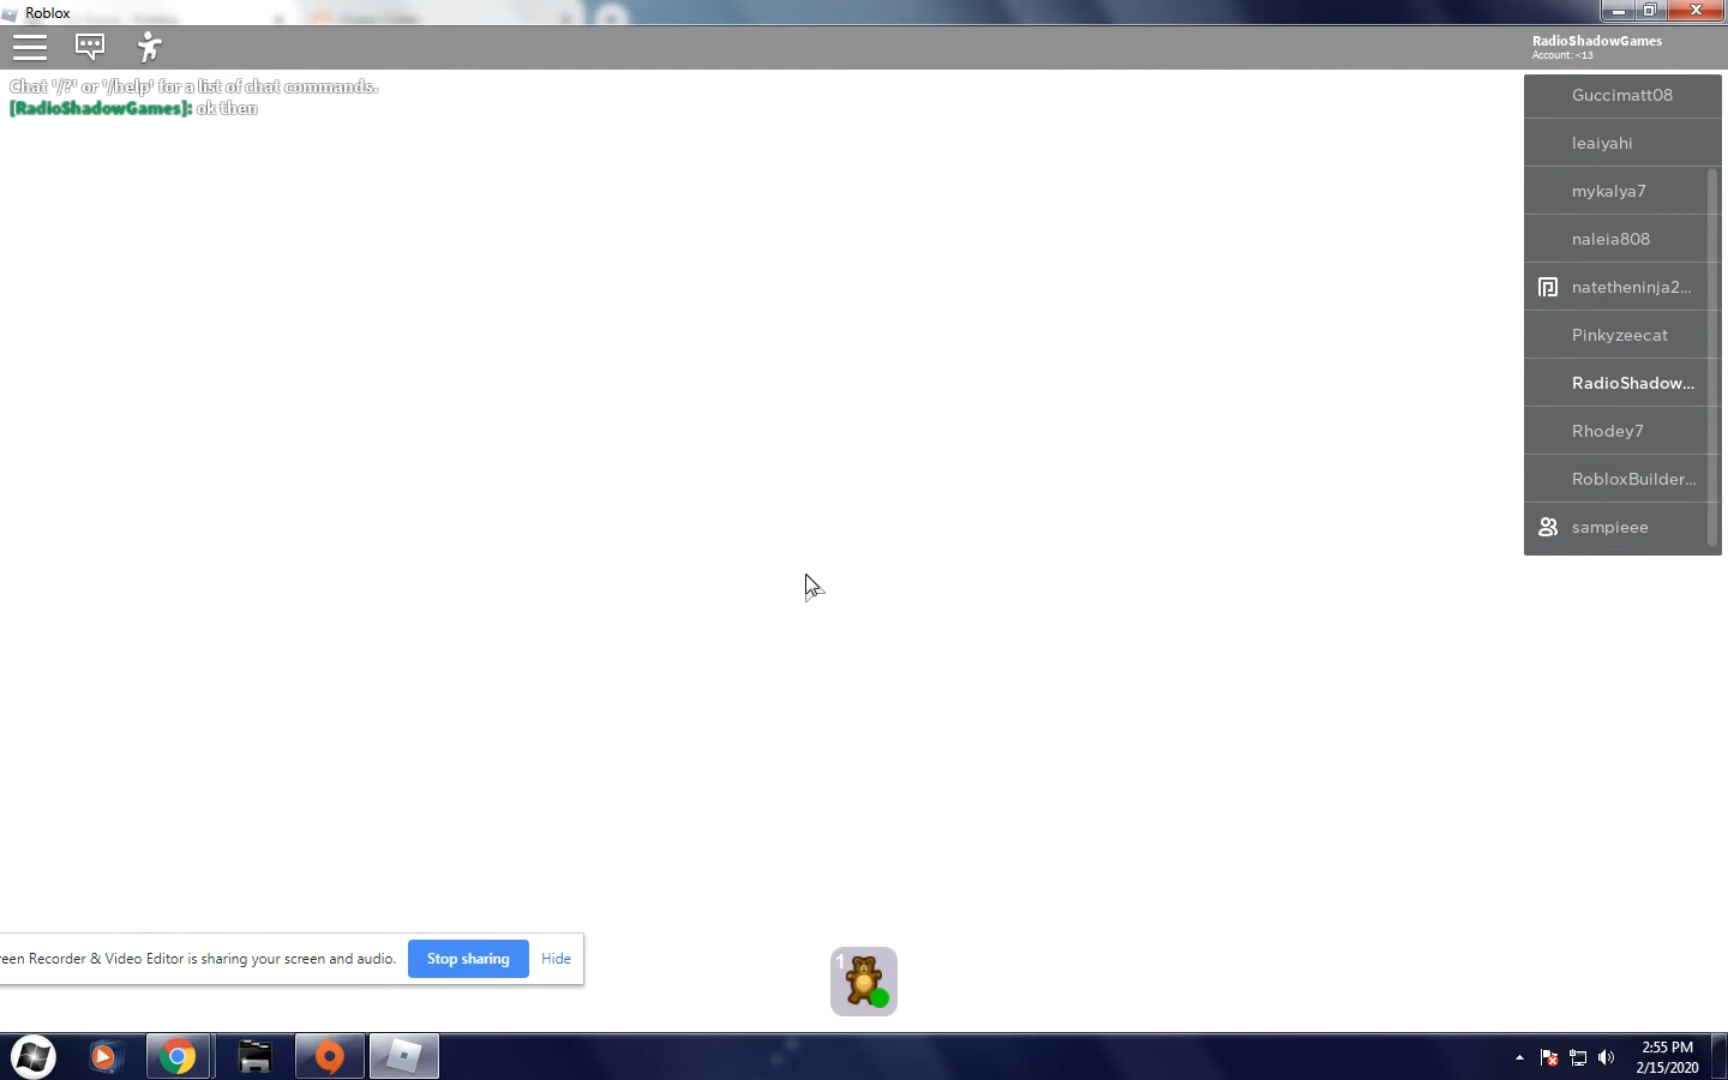 Roblox
RadioShadowGames
Account: <13
Chat '/?' or '/help' for a list of chat commands.
[RadioShadowGames]: ok then
Guccimatt08
leaiyahi
mykalya7
naleia808
natetheninja2...
Pinkyzeecat
RadioShadow...
Rhodey7
RobloxBuilder...
sampieee
reen Recorder & Video Editor is sharing your screen and audio.
Stop sharing
Hide
1
2:55 PM
2/15/2020